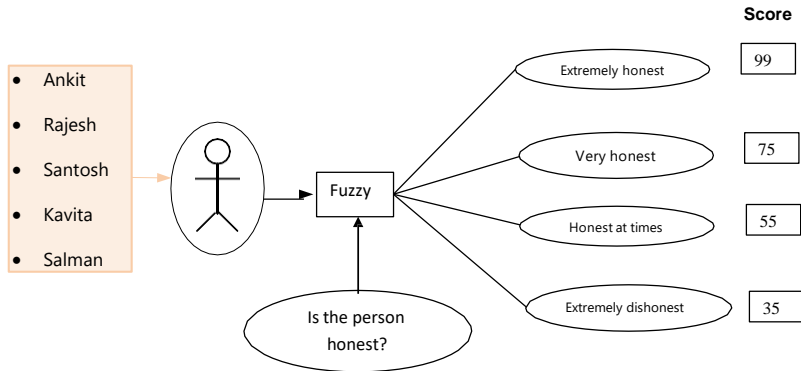 Score
• Ankit
• Rajesh
• Santosh
• Kavita
• Salman
Fuzzy
Is the person
honest?
Extremely honest
99
Very honest
75
Honest at times
55
Extremely dishonest
35